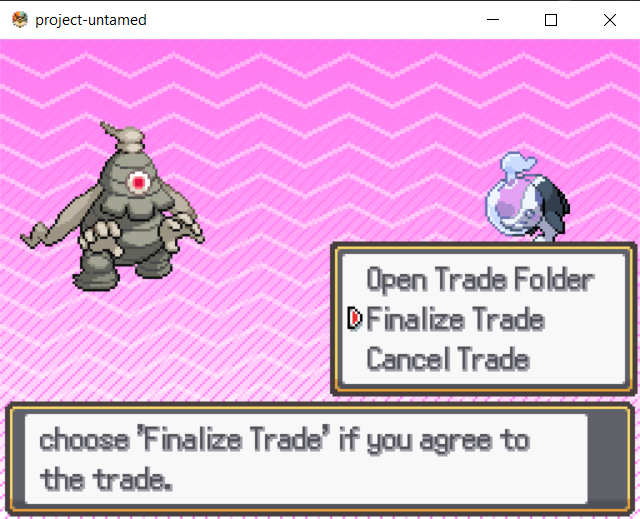 project-untamed
Open Trade Folder
Finalize Trade
Cancel Trade
choose 'Finalize Trade' if you agree to
the trade.